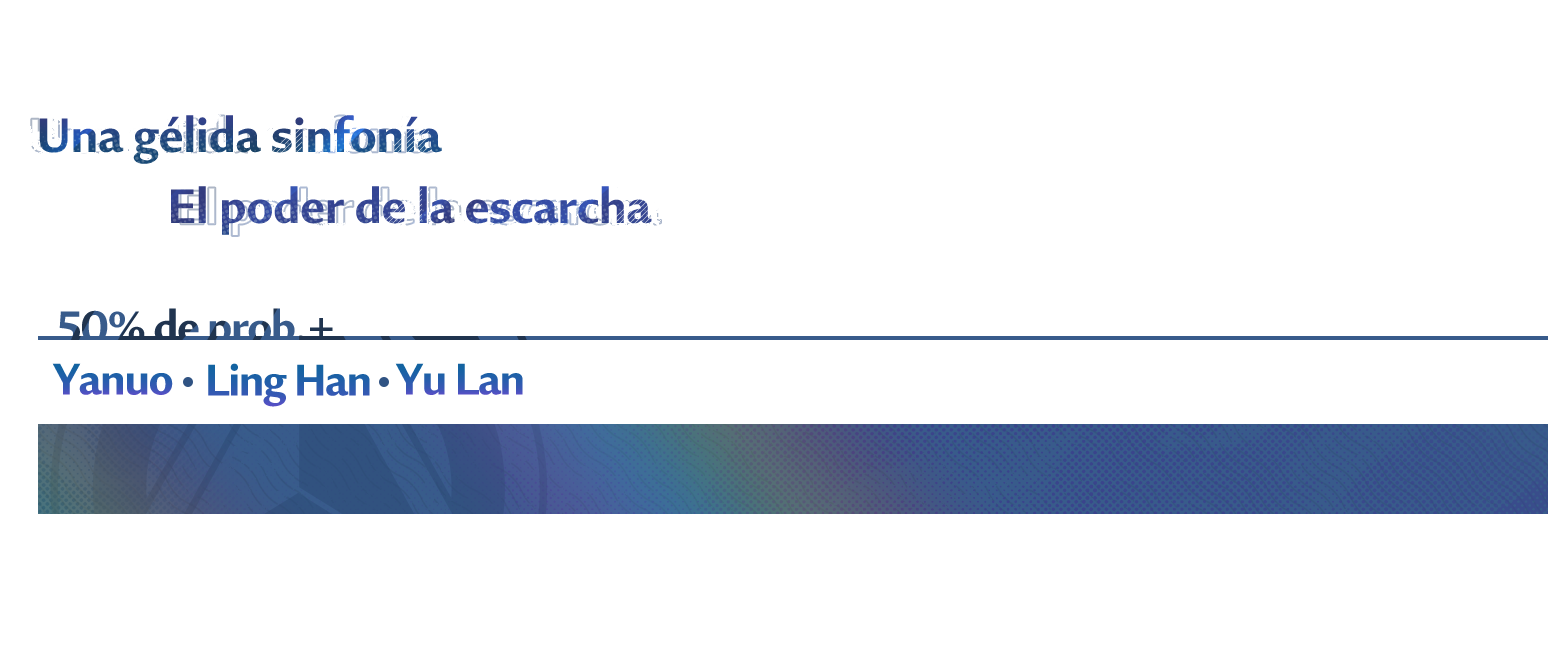 Una gélida sinfonía
El poder de la escarcha
50% de prob.+
Yanuo • Ling Han • Yu Lan